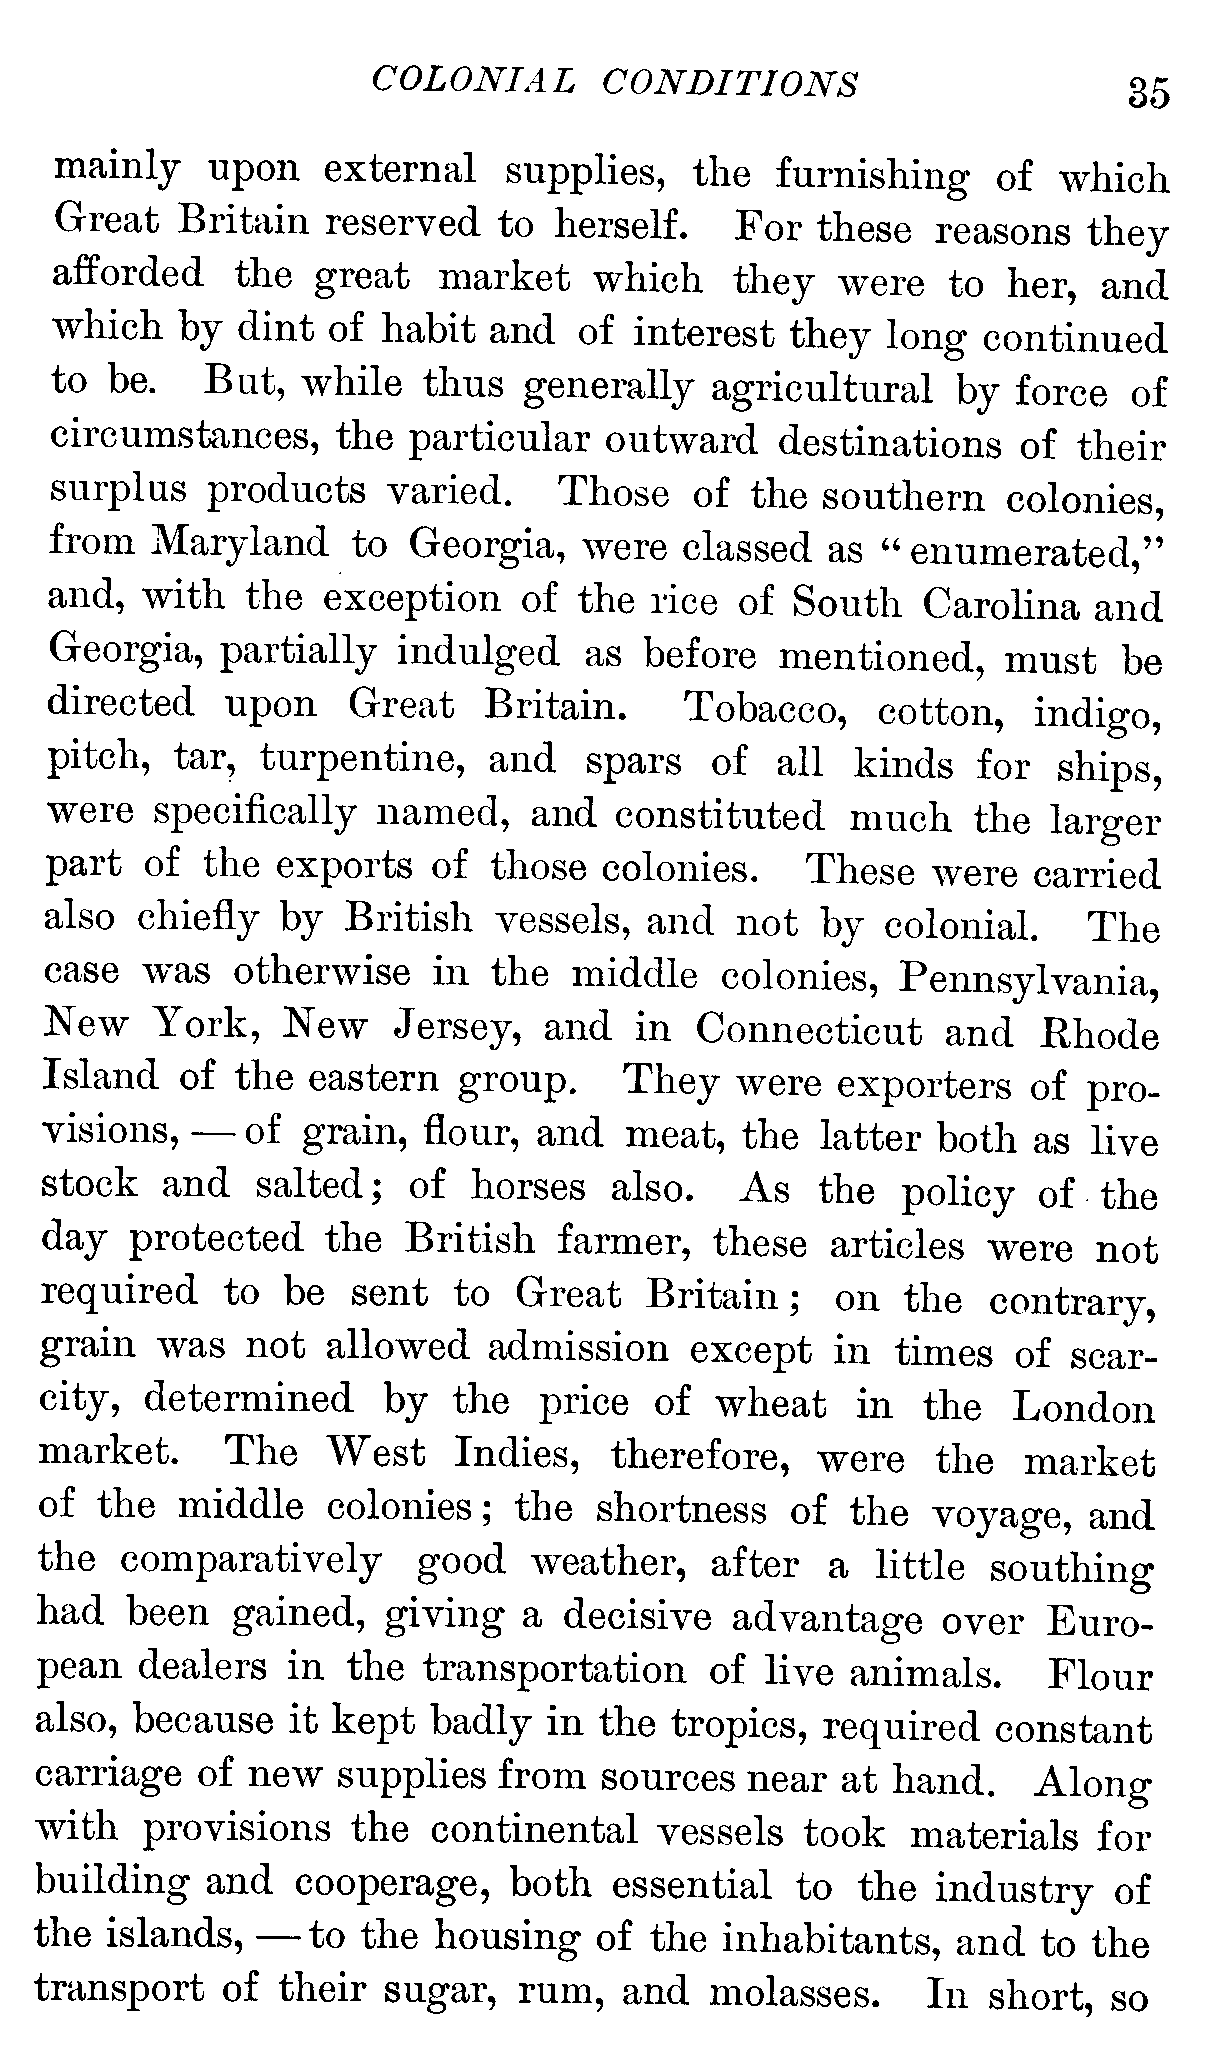 COLONIAL CONDITIONS 35
mainly upon external supplies, the furnishing of which
Great Britain reserved to herself. For these reasons they
afforded the great market which they were to her, and
which by dint of habit and of interest they long continued
to be. But, while thus generally agricultural by force of
circumstances, the particular outward destinations of their
surplus products varied. Those of the southern colonies,
from Maryland to Georgia, were classed as "enumerated,"
and, with the exception of the rice of South Carolina and
Georgia, partially indulged as before mentioned, must be
directed upon Great Britain. Tobacco, cotton, indigo,
pitch, tar, turpentine, and spars of all kinds for ships,
were specifically named, and constituted much the larger
part of the exports of those colonies. These were carried
also chiefly by British vessels, and not by colonial. The
case was otherwise in the middle colonies, Pennsylvania,
New York, New Jersey, and in Connecticut and Rhode
Island of the eastern group. They were exporters of pro-
visions, — of grain, flour, and meat, the latter both as live
stock and salted; of horses also. As the policy of the
day protected the British farmer, these articles were not
required to be sent to Great Britain; on the contrary,
grain was not allowed admission except in times of scar-
city, determined by the price of wheat in the London
market. The West Indies, therefore, were the market
of the middle colonies; the shortness of the voyage, and
the comparatively good weather, after a little southing
had been gained, giving a decisive advantage over Euro-
pean dealers in the transportation of live animals. Flour
also, because it kept badly in the tropics, required constant
carriage of new supplies from sources near at hand. Along
with provisions the continental vessels took materials for
building and cooperage, both essential to the industry of
the islands, — to the housing of the inhabitants, and to the
transport of their sugar, rum, and molasses. In short, so